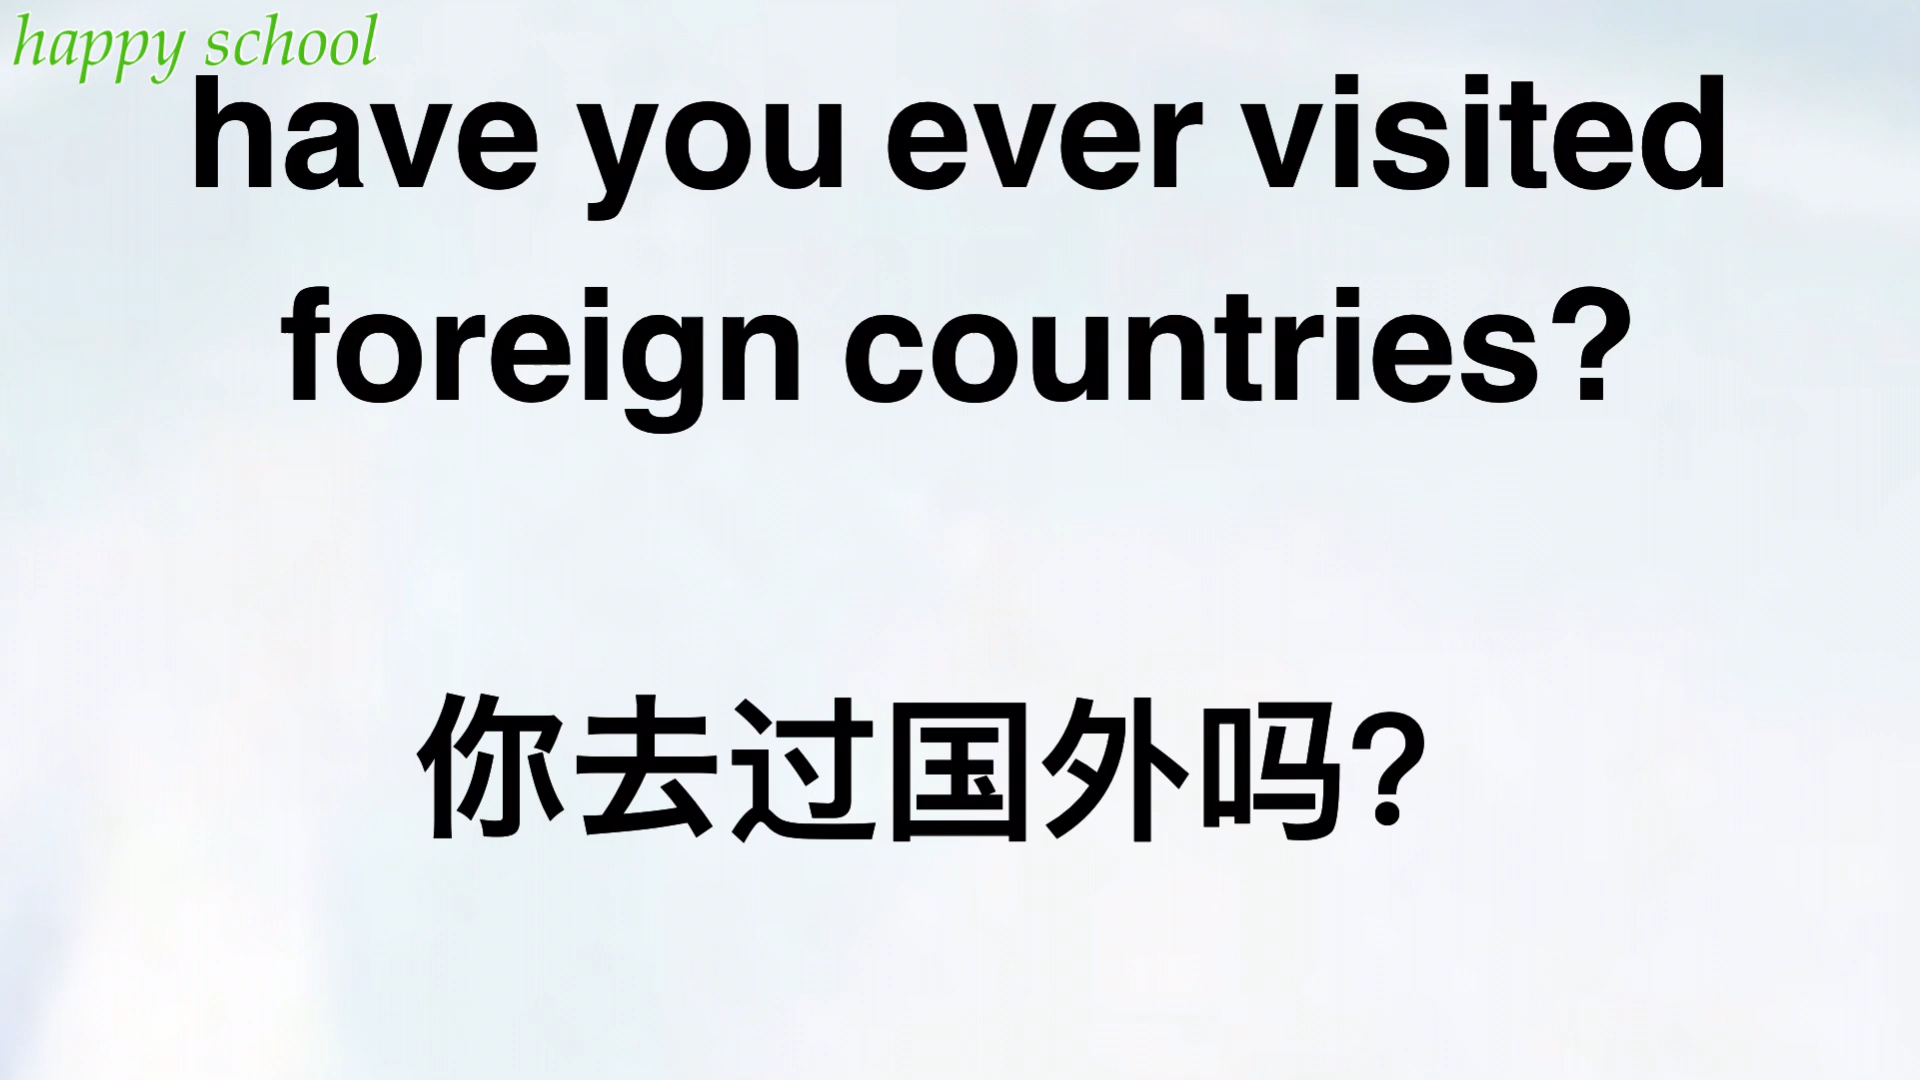 happy school
have you ever visited
foreign countries?
你去过国外吗?